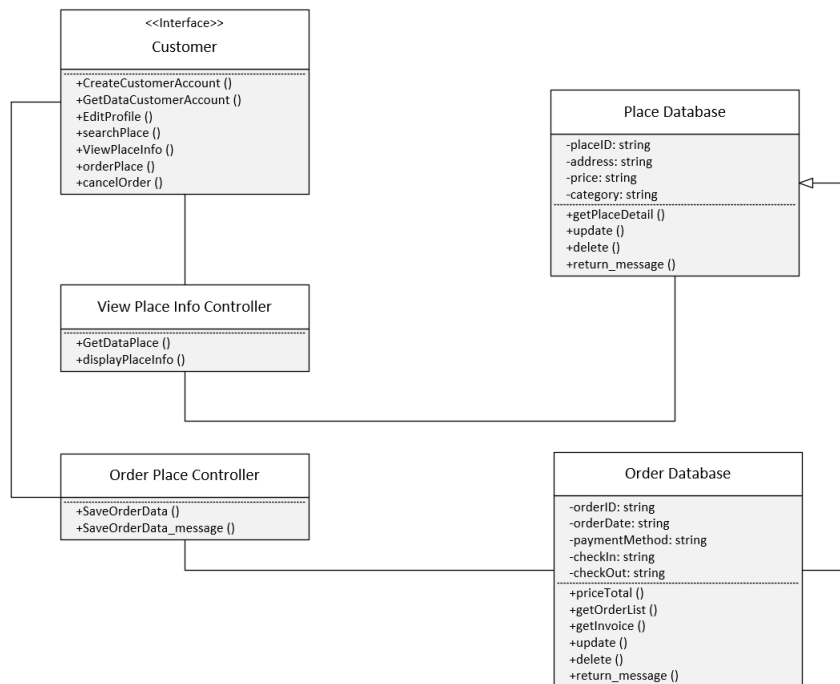 <<Interface>>
Customer
+CreateCustomerAccount ()
+GetDataCustomerAccount ()
+EditProfile ()
+searchPlace ()
+ViewPlaceInfo ()
+orderPlace ()
+cancelOrder ()
Place Database
-placeID: string
-address: string
-price: string
-category: string
+getPlaceDetail ()
+update ()
+delete ()
+return_message ()
View Place Info Controller
+GetDataPlace ()
+displayPlaceInfo ()
Order Place Controller
+SaveOrderData ()
+SaveOrderData_message ()
Order Database
-orderID: string
-orderDate: string
-paymentMethod: string
-checkIn: string
-checkOut: string
+priceTotal ()
+getOrderList ()
+getInvoice ()
+update ()
+delete ()
+return_message ()